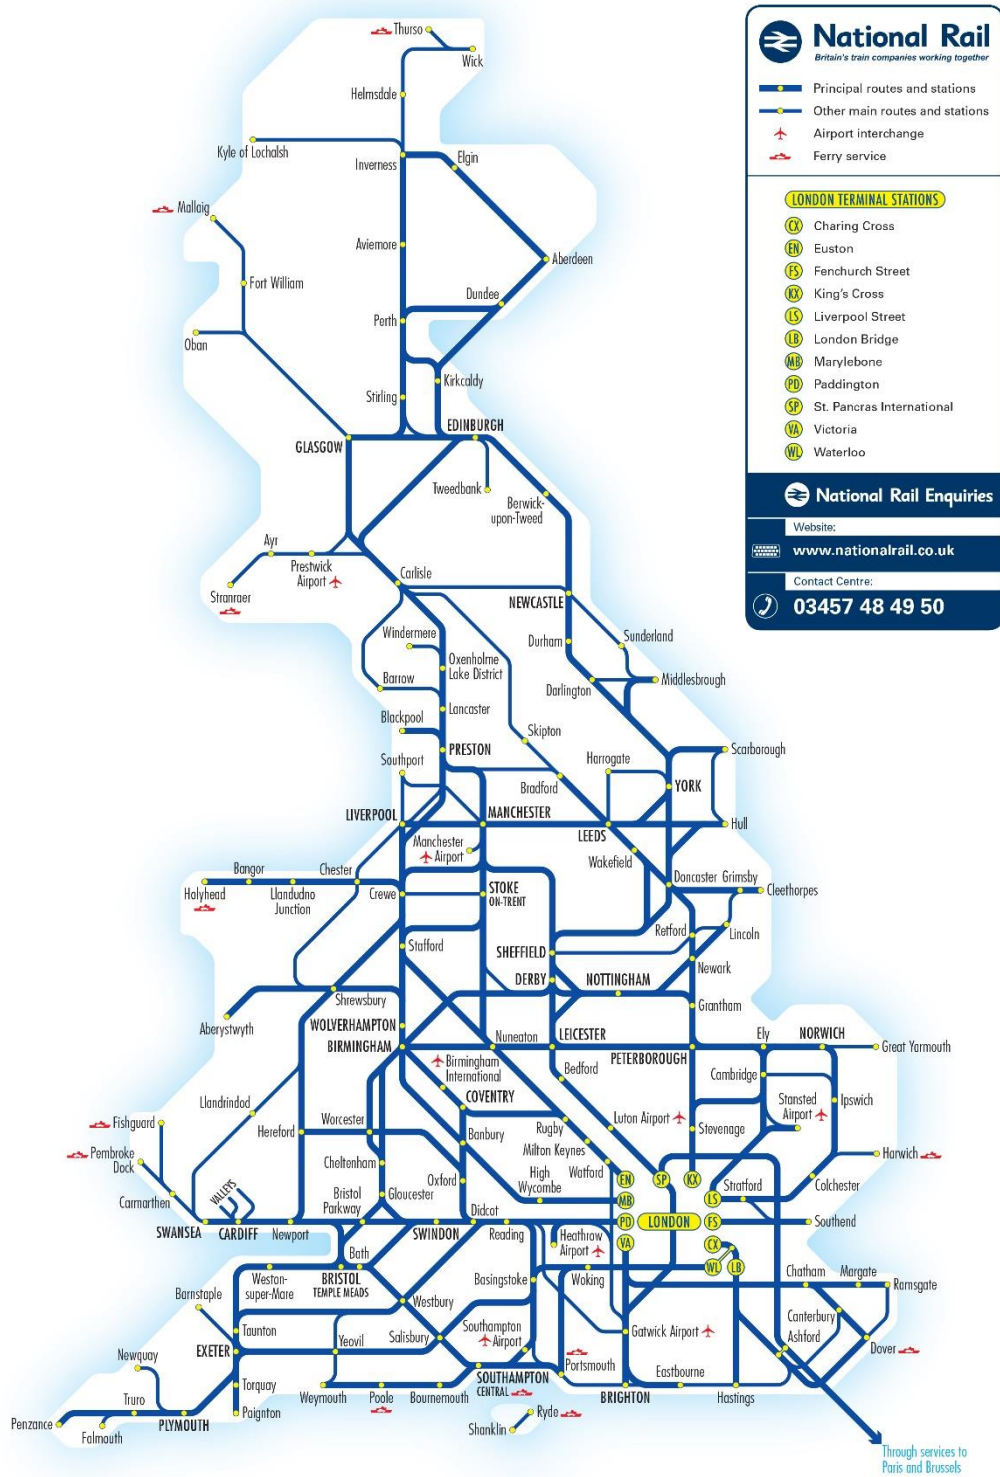 National Rail
Britain's train companies working together
Principal routes and stations
Other main routes and stations
Airport interchange
Ferry service
LONDON TERMINAL STATIONS
CX Charing Cross
EN Euston
FS Fenchurch Street
KX King's Cross
LS Liverpool Street
LB London Bridge
MB Marylebone
PD Paddington
SP St. Pancras International
VA Victoria
WL Waterloo
National Rail Enquiries
Website:
www.nationalrail.co.uk
Contact Centre:
03457 48 49 50
Thurso
Wick
Helmsdale
Kyle of Lochalsh
Inverness
Elgin
Mallaig
Aviemore
Aberdeen
Fort William
Dundee
Perth
Oban
Kirkcaldy
Stirling
EDINBURGH
GLASGOW
Tweedbank
Berwick-
upon-Tweed
Ayr
Prestwick
Airport
Carlisle
Stranraer
NEWCASTLE
Windermere
Durham
Sunderland
Oxenholme
Lake District
Barrow
Darlington
Middlesbrough
Lancaster
Blackpool
Skipton
PRESTON
Scarborough
Southport
Harrogate
Bradford
YORK
LIVERPOOL
MANCHESTER
LEEDS
Hull
Manchester
Airport
Wakefield
Bangor
Chester
Doncaster
Grimsby
Cleethorpes
Holyhead
Llandudno
Junction
Crewe
STOKE
ON-TRENT
Retford
Lincoln
Stafford
SHEFFIELD
Newark
DERBY
NOTTINGHAM
Shrewsbury
Grantham
Aberystwyth
WOLVERHAMPTON
Nuneaton
LEICESTER
Ely
NORWICH
BIRMINGHAM
PETERBOROUGH
Great Yarmouth
Birmingham
International
Bedford
Cambridge
COVENTRY
Stansted
Airport
Ipswich
Llandrindod
Worcester
Luton Airport
Fishguard
Hereford
Banbury
Rugby
Stevenage
Pembroke
Dock
Milton Keynes
Harwich
Cheltenham
High
Wycombe
Watford
Carmarthen
VALLEYS
Bristol
Parkway
Gloucester
Oxford
EN
SP
KX
Stratford
Colchester
MB
LS
Didcot
SWANSEA
CARDIFF
Newport
SWINDON
Reading
PD
LONDON
FS
Southend
Bath
Heathrow
Airport
VA
CX
Weston-
super-Mare
BRISTOL
TEMPLE MEADS
Basingstoke
Woking
WL
LB
Chatham
Margate
Ramsgate
Barnstaple
Westbury
Taunton
Yeovil
Salisbury
Southampton
Airport
Gatwick Airport
Canterbury
Ashford
Dover
EXETER
Newquay
Portsmouth
Torquay
SOUTHAMPTON
CENTRAL
Eastbourne
Truro
Weymouth
Poole
Bournemouth
BRIGHTON
Hastings
Penzance
Falmouth
PLYMOUTH
Paignton
Ryde
Shanklin
Through services to
Paris and Brussels